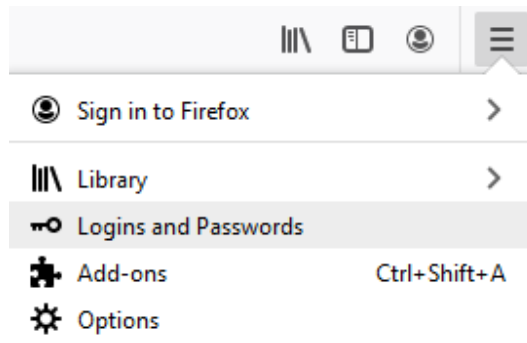 Sign in to Firefox
Library
Logins and Passwords
Add-ons Ctrl+Shift+A
Options